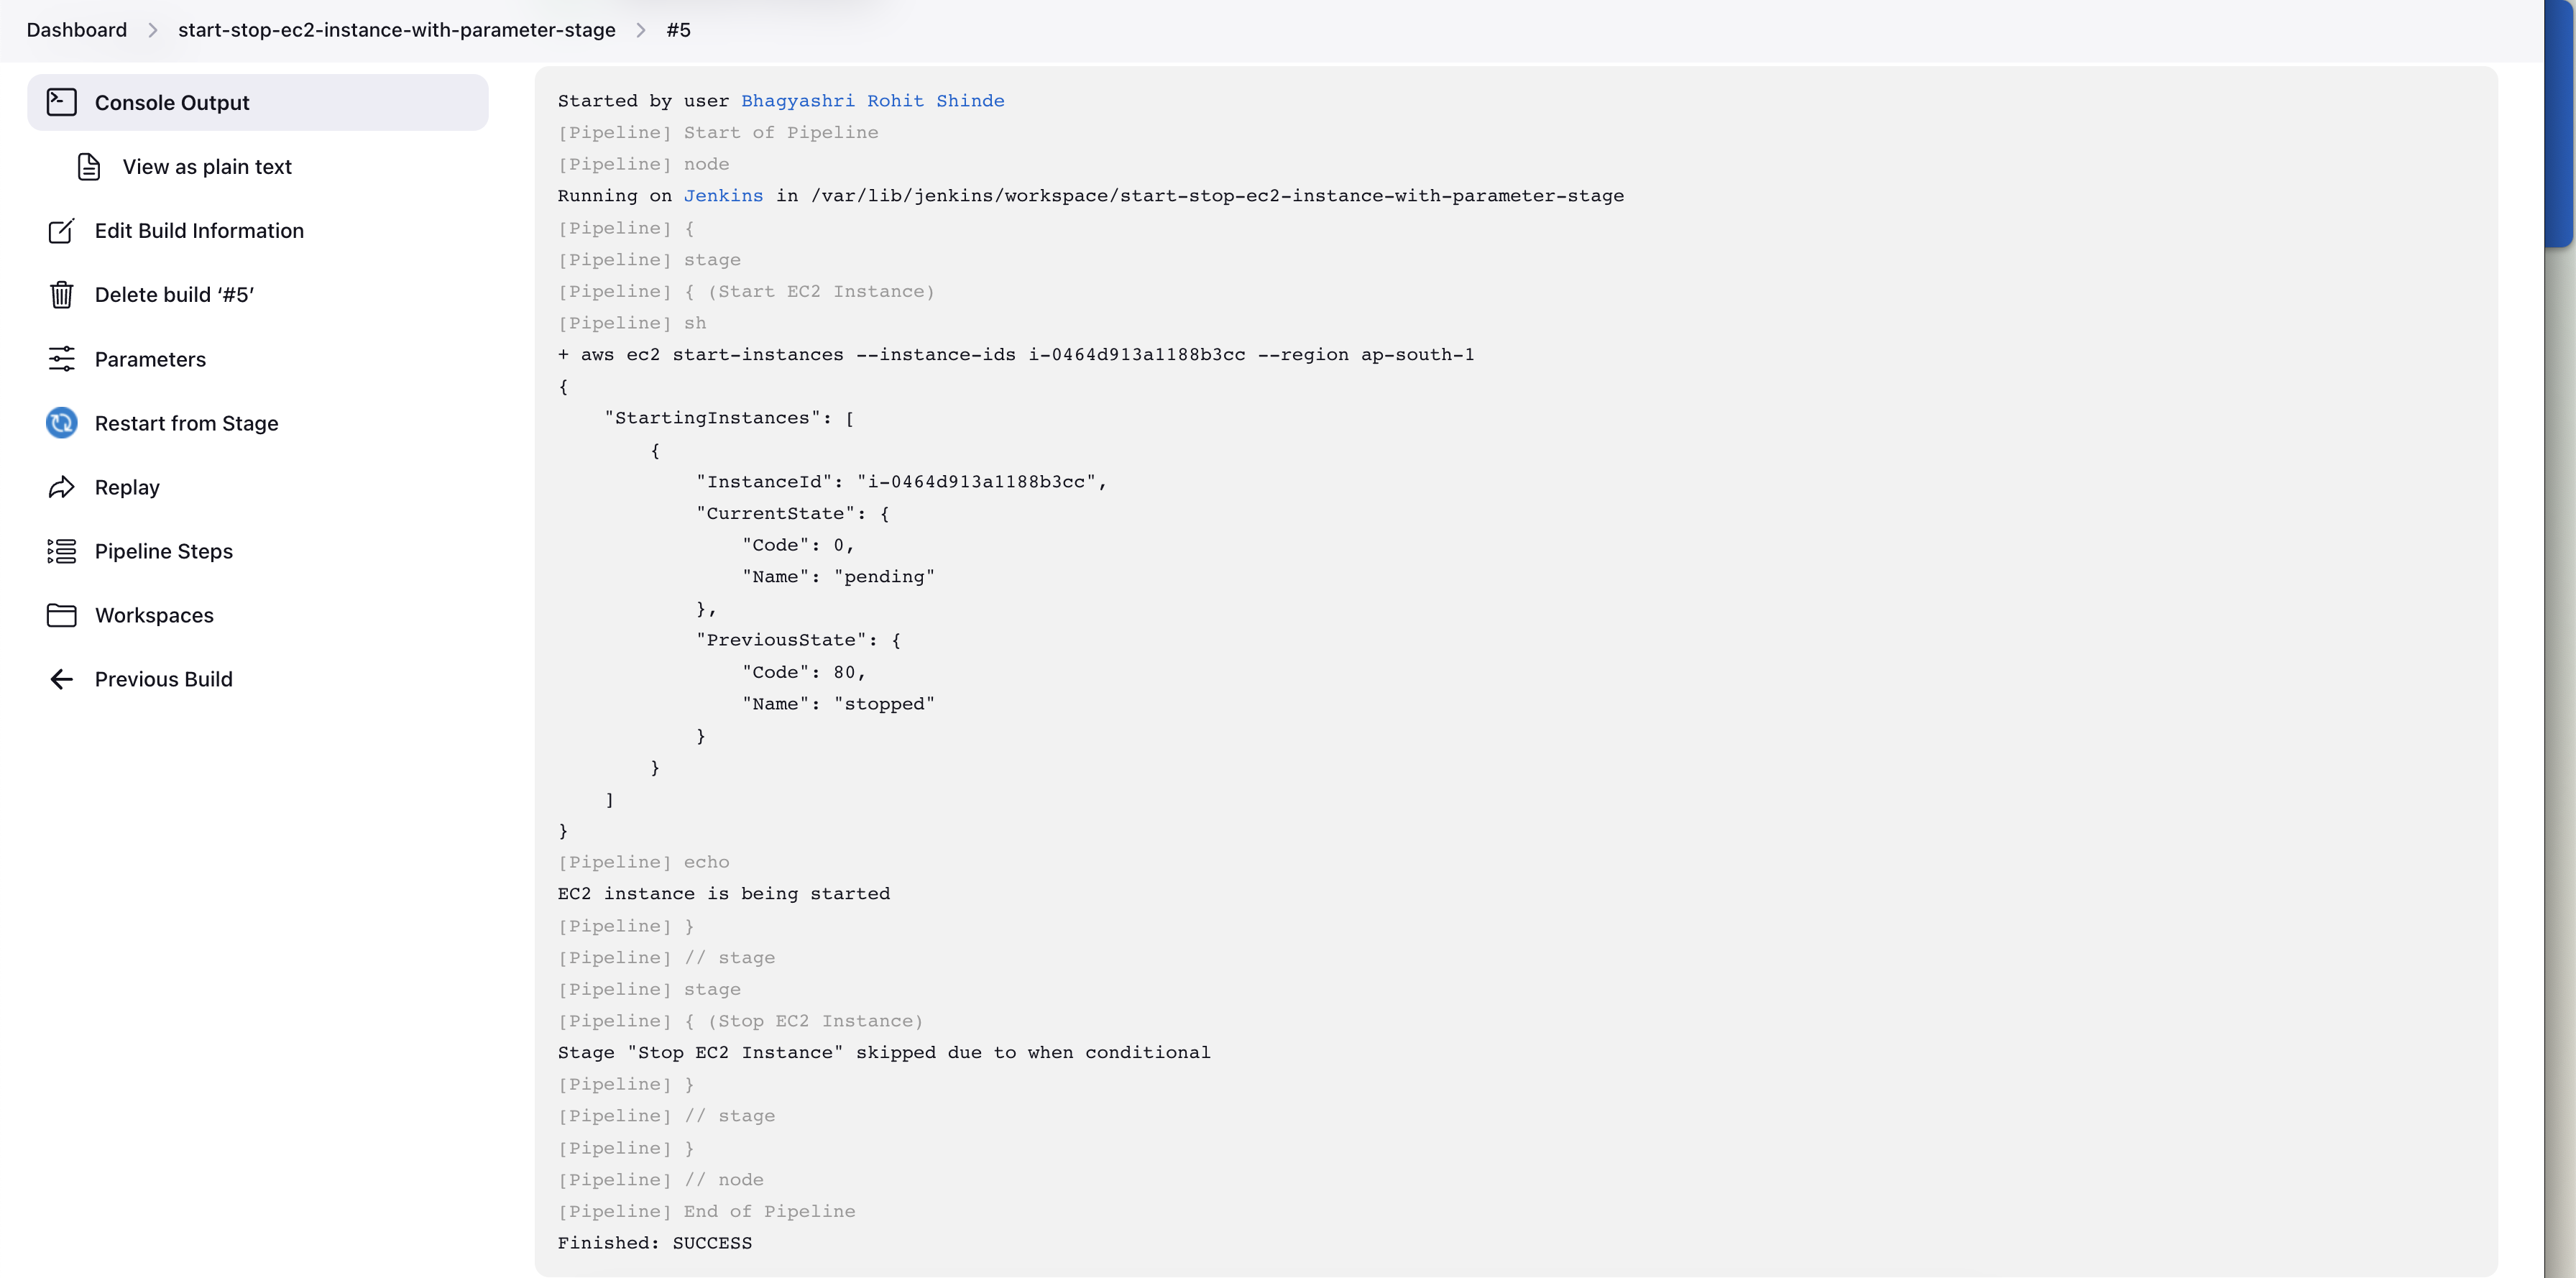 Dashboard > start-stop-ec2-instance-with-parameter-stage > #5
Console Output
View as plain text
Edit Build Information
Delete build ‘#5’
Parameters
Restart from Stage
Replay
Pipeline Steps
Workspaces
Previous Build
Started by user Bhagyashri Rohit Shinde
[Pipeline] Start of Pipeline
[Pipeline] node
Running on Jenkins in /var/lib/jenkins/workspace/start-stop-ec2-instance-with-parameter-stage
[Pipeline] {
[Pipeline] stage
[Pipeline] { (Start EC2 Instance)
[Pipeline] sh
+ aws ec2 start-instances --instance-ids i-0464d913a1188b3cc --region ap-south-1
{
    "StartingInstances": [
        {
            "InstanceId": "i-0464d913a1188b3cc",
            "CurrentState": {
                "Code": 0,
                "Name": "pending"
            },
            "PreviousState": {
                "Code": 80,
                "Name": "stopped"
            }
        }
    ]
}
[Pipeline] echo
EC2 instance is being started
[Pipeline] }
[Pipeline] // stage
[Pipeline] stage
[Pipeline] { (Stop EC2 Instance)
Stage "Stop EC2 Instance" skipped due to when conditional
[Pipeline] }
[Pipeline] // stage
[Pipeline] }
[Pipeline] // node
[Pipeline] End of Pipeline
Finished: SUCCESS